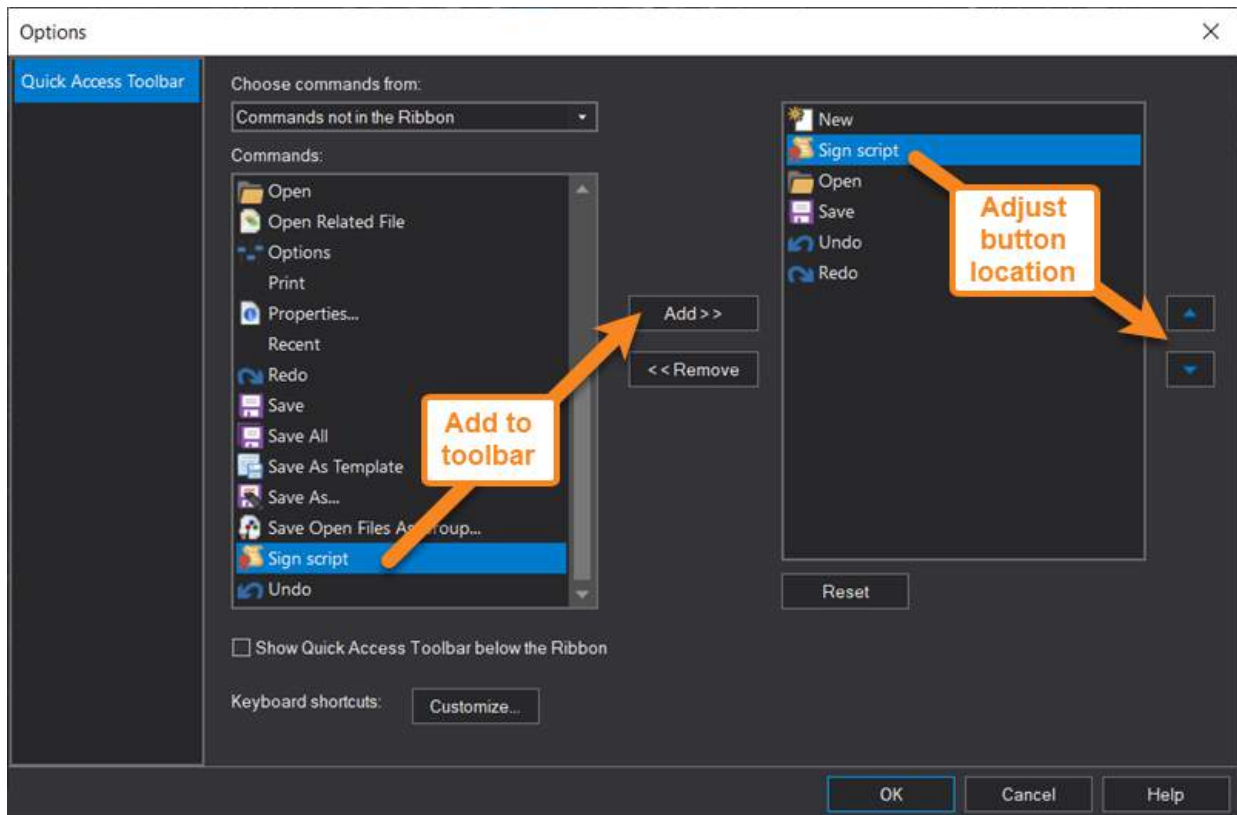 Options
Quick Access Toolbar
Choose commands from:
Commands not in the Ribbon
Commands:
Open
Open Related File
Options
Print
Properties...
Recent
Redo
Save
Save All
Save As Template
Save As...
Save Open Files As Group...
Sign script
Undo
Add to
toolbar
Add >>
<< Remove
New
Sign script
Open
Save
Undo
Redo
Adjust
button
location
Reset
Show Quick Access Toolbar below the Ribbon
Keyboard shortcuts:
Customize...
OK
Cancel
Help